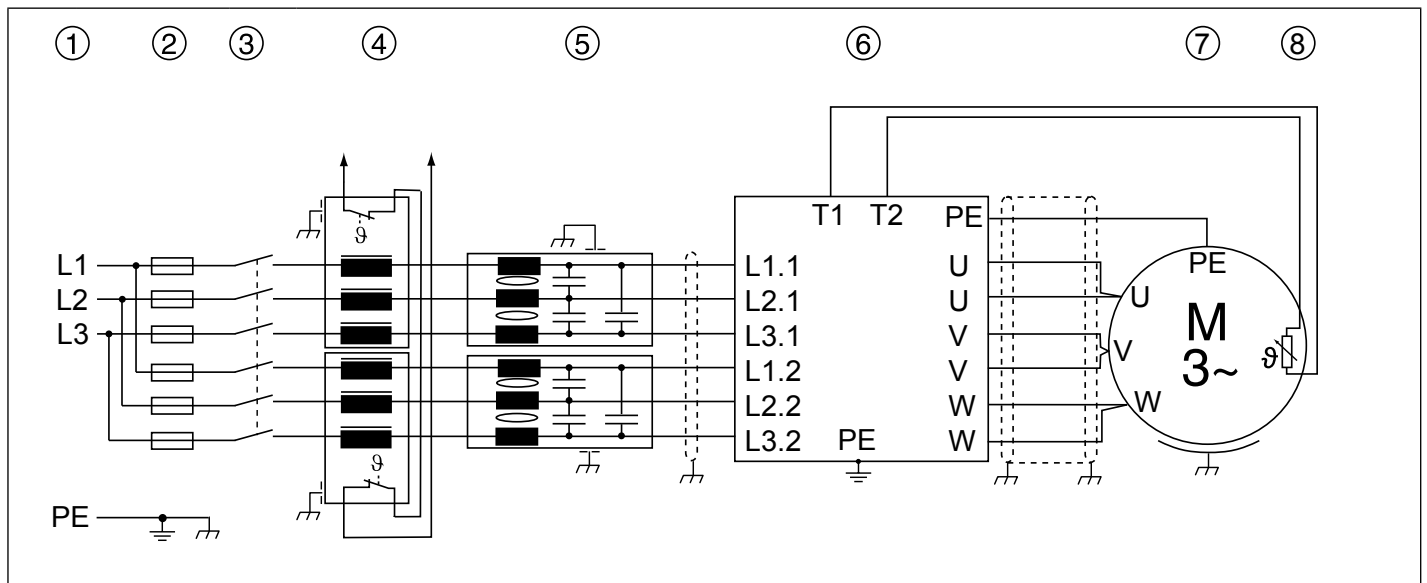 ① ② ③ ④ ⑤ ⑥ ⑦ ⑧
T1 T2 PE
ϑ
L1 L1.1 U PE
L2 L2.1 U U
L3 L3.1 V M
V 3~ ϑ
L1.2 V
L2.2 W W
L3.2 PE W
ϑ
PE